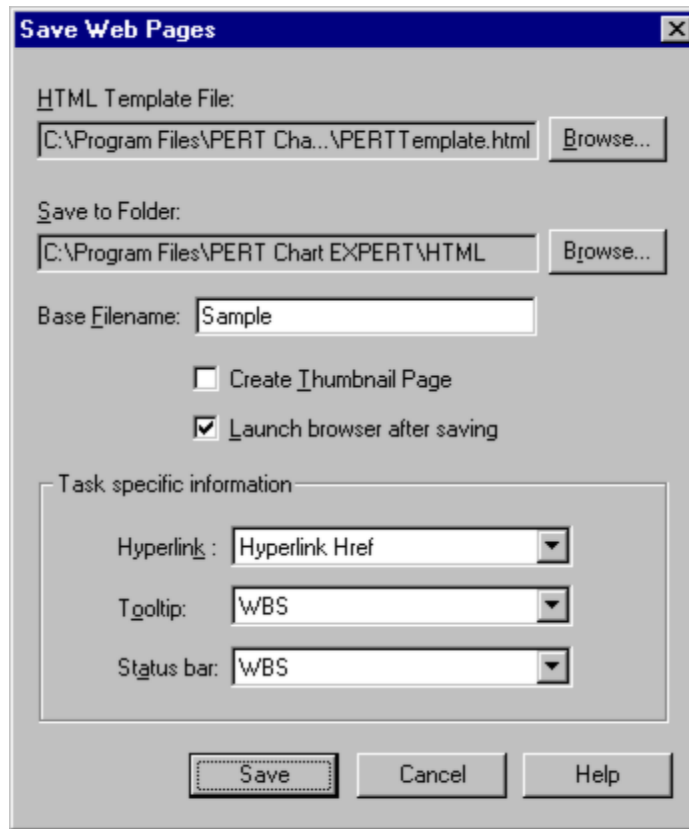 Save Web Pages
HTML Template File:
C:\Program Files\PERT Cha...\PERTTemplate.html Browse...
Save to Folder:
C:\Program Files\PERT Chart EXPERT\HTML Browse...
Base Filename: Sample
Create Thumbnail Page
Launch browser after saving
Task specific information
Hyperlink : Hyperlink Href
Tooltip: WBS
Status bar: WBS
Save Cancel Help